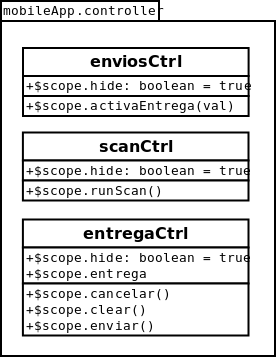 mobileApp.controlle
enviosCtrl
+$scope.hide: boolean = true
+$scope.activaEntrega(val)
scanCtrl
+$scope.hide: boolean = true
+$scope.runScan()
entregaCtrl
+$scope.hide: boolean = true
+$scope.entrega
+$scope.cancelar()
+$scope.clear()
+$scope.enviar()